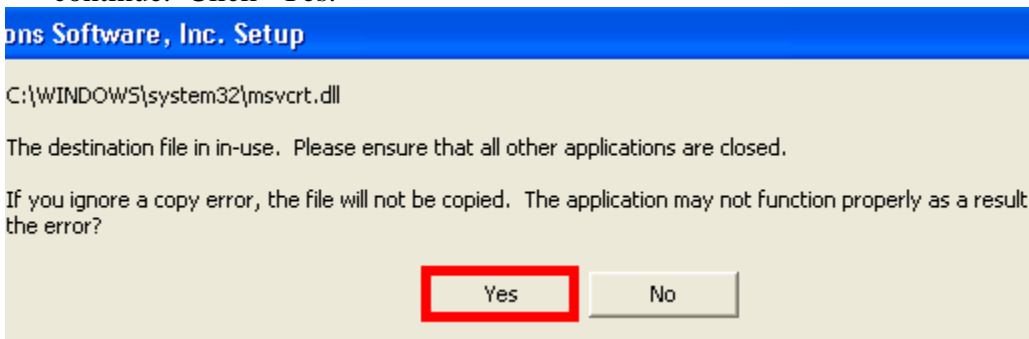 continue. Click "Yes."
ons Software, Inc. Setup
C:\WINDOWS\system32\msvcrt.dll
The destination file in in-use.  Please ensure that all other applications are closed.
If you ignore a copy error, the file will not be copied.  The application may not function properly as a result
the error?
Yes
No